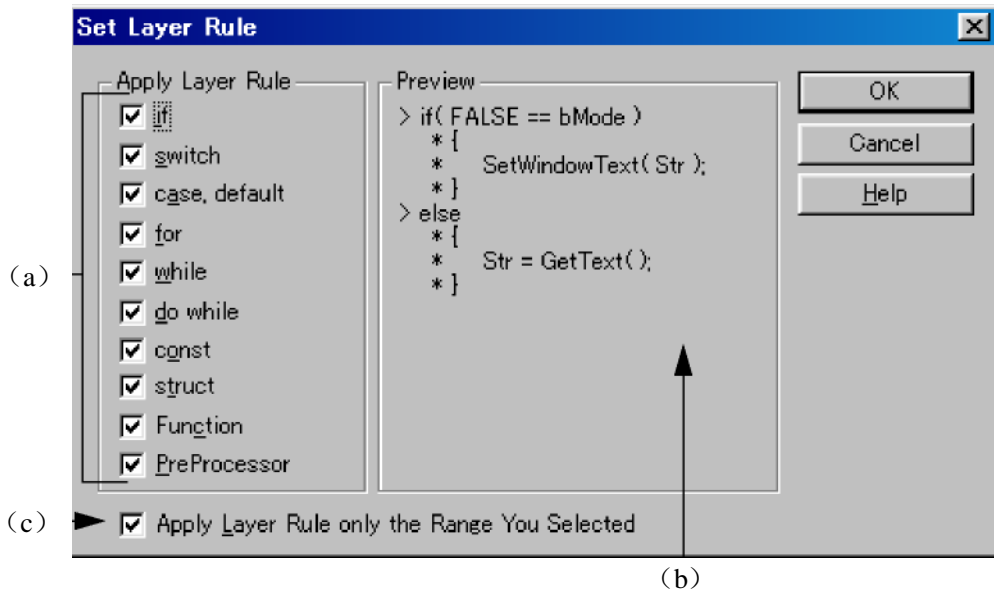 Set Layer Rule
Apply Layer Rule
if
switch
case, default
for
while
do while
const
struct
Function
PreProcessor
Preview
> if( FALSE == bMode )
* {
* SetWindowText( Str );
* }
> else
* {
* Str = GetText( );
* }
OK
Cancel
Help
Apply Layer Rule only the Range You Selected
(a)
(c)
(b)